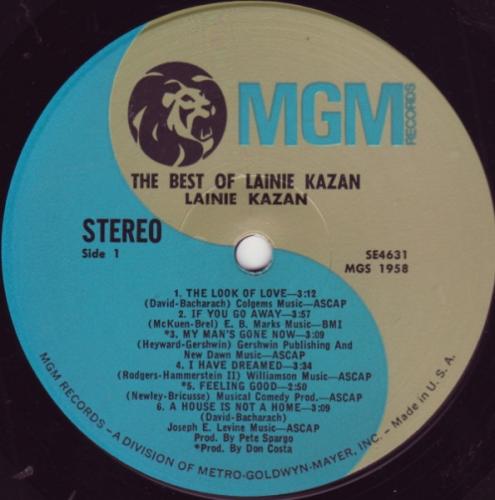 MGM
RECORDS
THE BEST OF LAiNIE KAZAN
LAINIE KAZAN
STEREO
Side 1
SE4631
MGS 1958
1. THE LOOK OF LOVE—3:12
(David-Bacharach) Colgems Music—ASCAP
2. IF YOU GO AWAY—3:57
(McKuen-Brel) E. B. Marks Music—BMI
*3. MY MAN'S GONE NOW—3:09
(Heyward-Gershwin) Gershwin Publishing And
New Dawn Music—ASCAP
4. I HAVE DREAMED—3:34
(Rodgers-Hammerstein II) Williamson Music—ASCAP
*5. FEELING GOOD—2:50
(Newley-Bricusse) Musical Comedy Prod.—ASCAP
6. A HOUSE IS NOT A HOME—3:09
(David-Bacharach)
Joseph E. Levine Music—ASCAP
Prod. By Pete Spargo
*Prod. By Don Costa
MGM RECORDS—A DIVISION OF METRO-GOLDWYN-MAYER, INC.—Made in U. S. A.